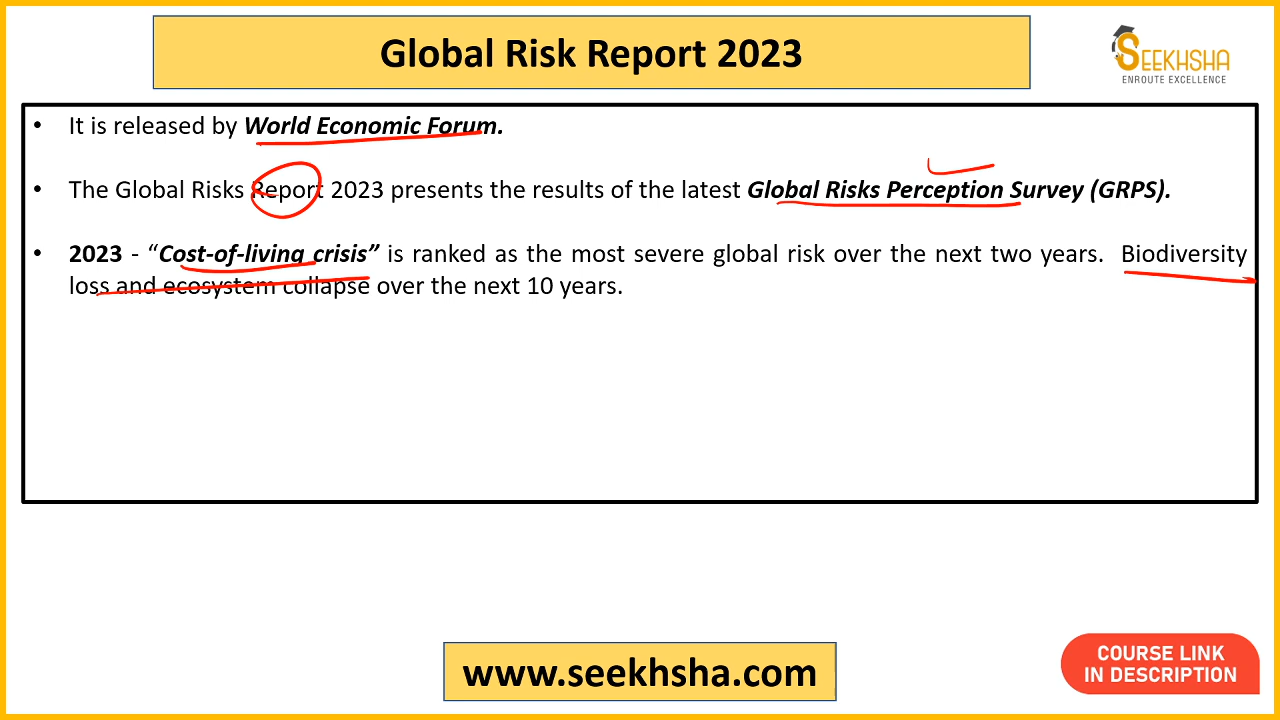 Global Risk Report 2023
SEEKHSHA
ENROUTE EXCELLENCE
• It is released by World Economic Forum.
• The Global Risks Report 2023 presents the results of the latest Global Risks Perception Survey (GRPS).
• 2023 - “Cost-of-living crisis” is ranked as the most severe global risk over the next two years. Biodiversity
loss and ecosystem collapse over the next 10 years.
www.seekhsha.com
COURSE LINK
IN DESCRIPTION